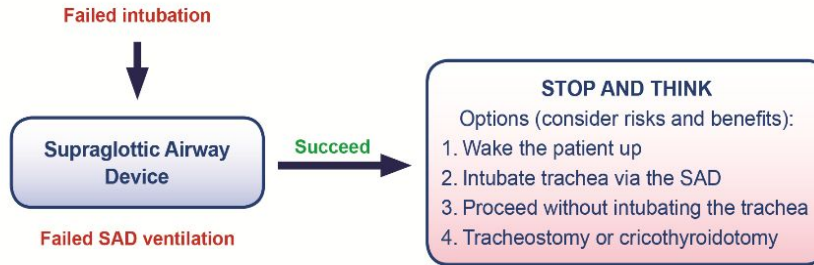 Failed intubation
Supraglottic Airway
Device
Succeed
Failed SAD ventilation
STOP AND THINK
Options (consider risks and benefits):
1. Wake the patient up
2. Intubate trachea via the SAD
3. Proceed without intubating the trachea
4. Tracheostomy or cricothyroidotomy